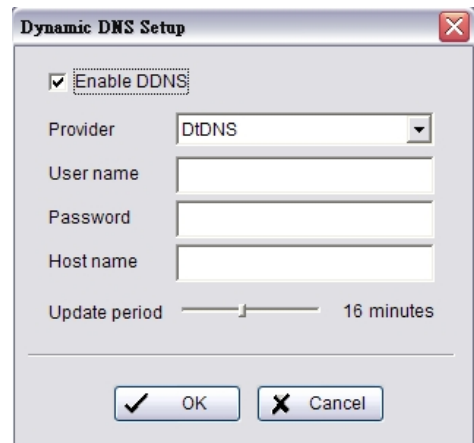 Dynamic DNS Setup
Enable DDNS
Provider DtDNS
User name
Password
Host name
Update period 16 minutes
OK Cancel